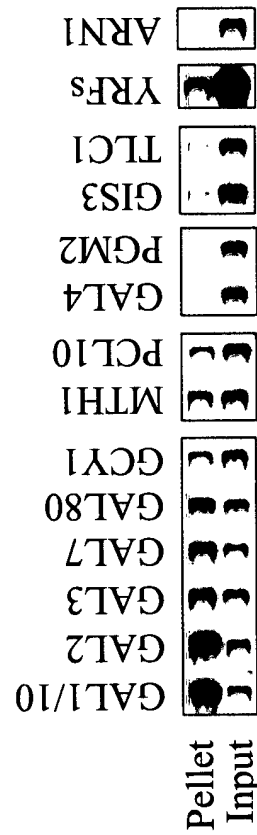 ARN1
YRFs
TLC1
GIS3
PGM2
GAL4
PCL10
MTH1
GCY1
GAL80
GAL7
GAL3
GAL2
GAL1/10
Pellet
Input